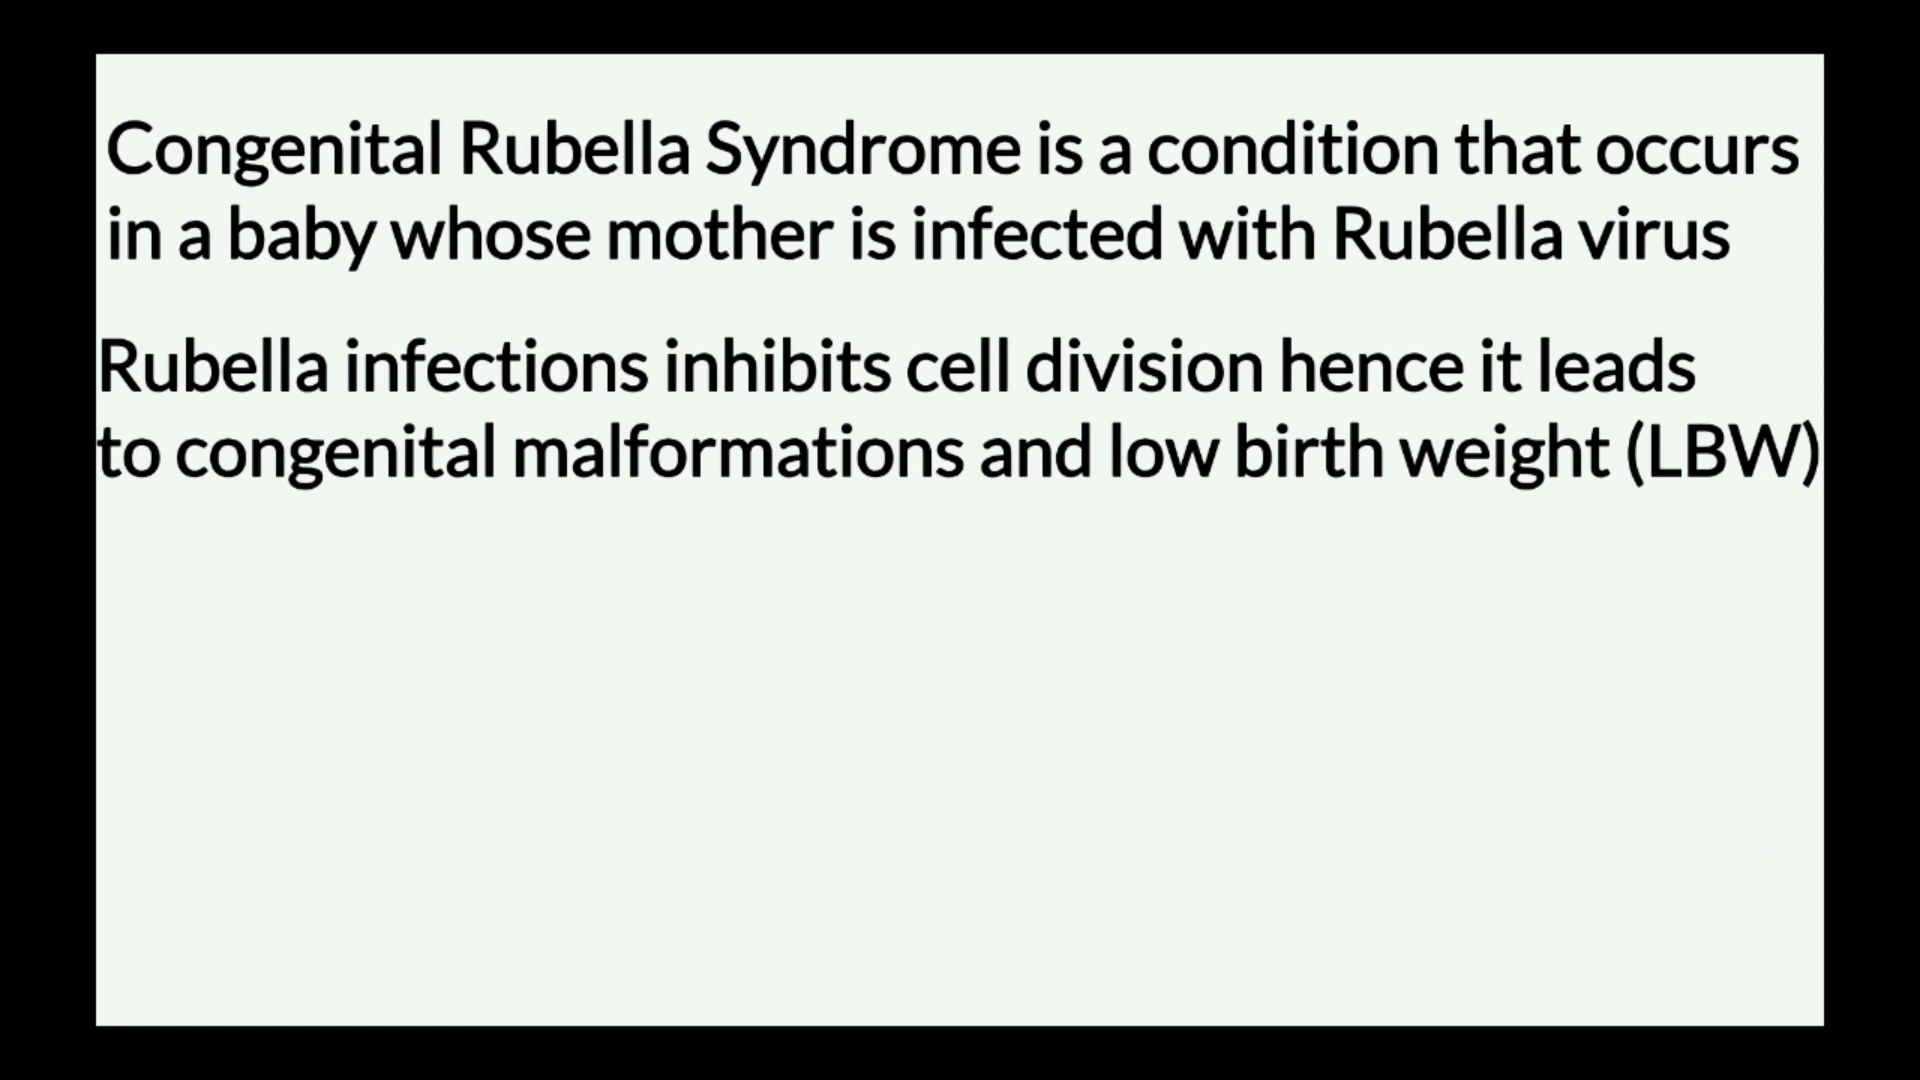 Congenital Rubella Syndrome is a condition that occurs
in a baby whose mother is infected with Rubella virus
Rubella infections inhibits cell division hence it leads
to congenital malformations and low birth weight (LBW)